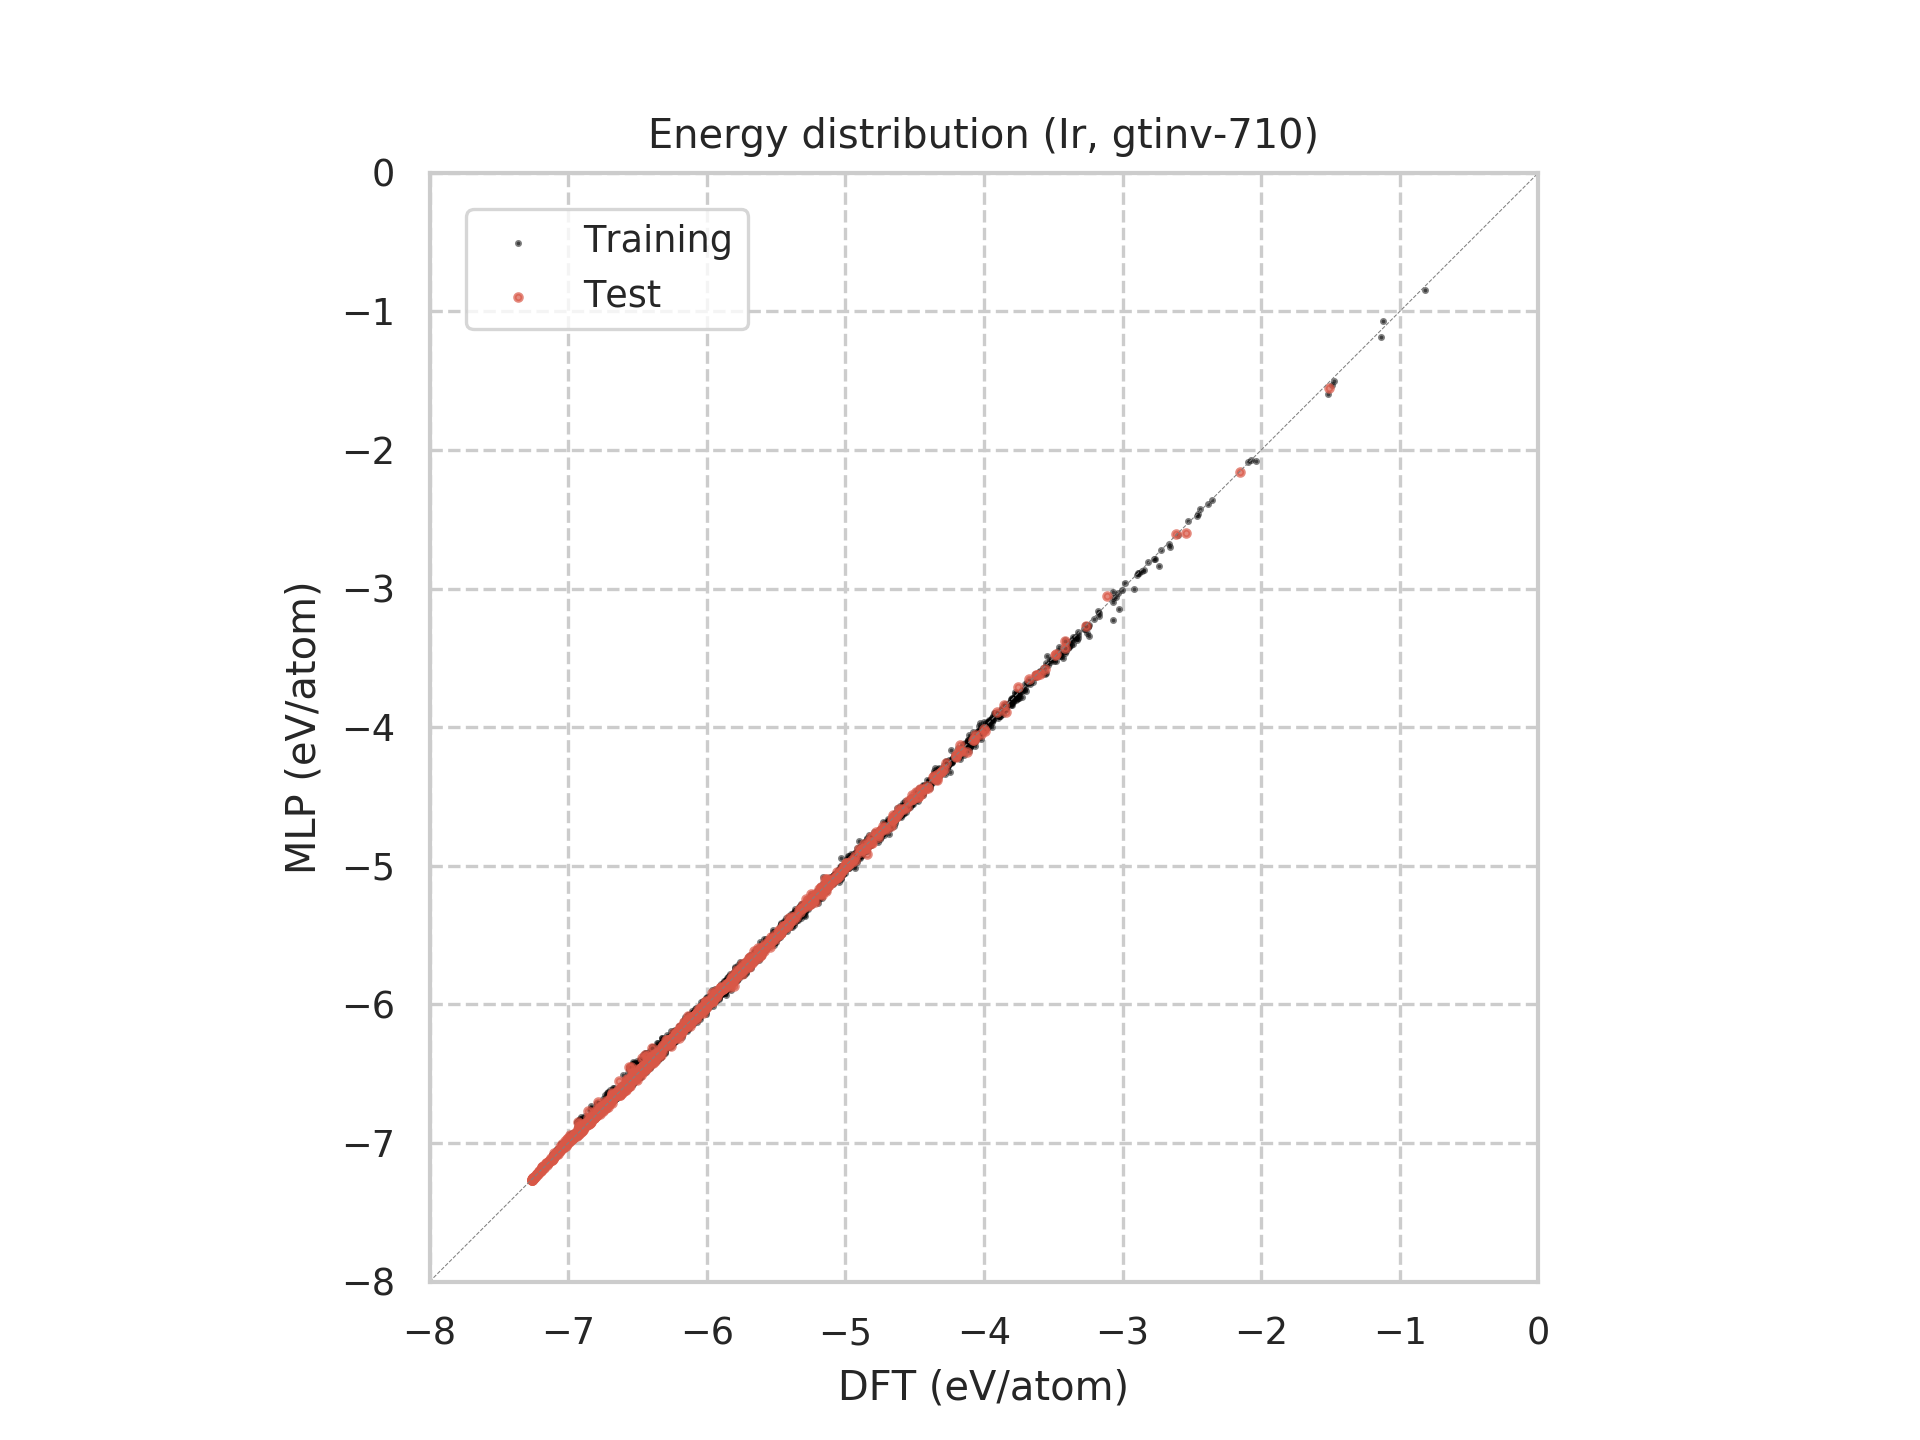 Energy distribution (Ir, gtinv-710)
Training
Test
0
−1
−2
−3
−4
−5
−6
−7
−8
MLP (eV/atom)
−8 −7 −6 −5 −4 −3 −2 −1 0
DFT (eV/atom)